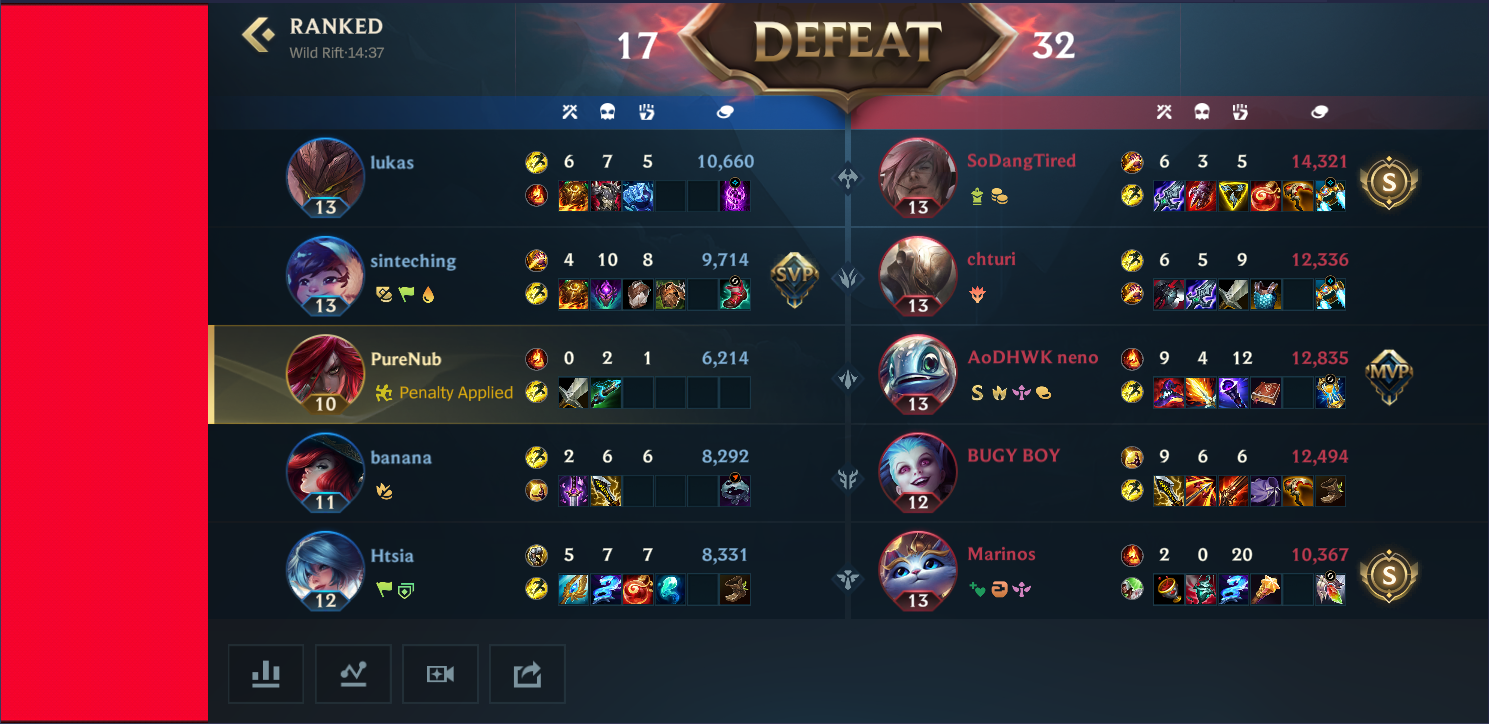 RANKED
Wild Rift·14:37
17
DEFEAT
32
13
lukas
6 7 5 10,660
13
SoDangTired
6 3 5 14,321
S
13
sinteching
4 10 8 9,714
SVP
13
chturi
6 5 9 12,336
10
PureNub
Penalty Applied
0 2 1 6,214
13
AoDHWK neno
S
9 4 12 12,835
MVP
11
banana
2 6 6 8,292
12
BUGY BOY
9 6 6 12,494
12
Htsia
5 7 7 8,331
13
Marinos
2 0 20 10,367
S